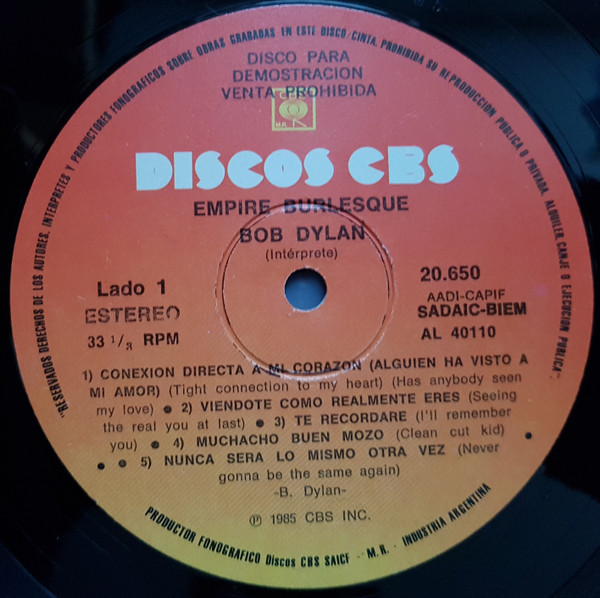 "RESERVADOS DERECHOS DE LOS AUTORES, INTERPRETES Y PRODUCTORES FONOGRAFICOS SOBRE OBRAS GRABADAS EN ESTE DISCO/CINTA. PROHIBIDA SU REPRODUCCION PUBLICA O PRIVADA, ALQUILER, CANJE O EJECUCION PUBLICA"
DISCO PARA
DEMOSTRACION
VENTA PROHIBIDA
M.R.
DISCOS CBS
EMPIRE BURLESQUE
BOB DYLAN
(Intérprete)
Lado 1
ESTEREO
33 1/3 RPM
20.650
AADI-CAPIF
SADAIC-BIEM
AL 40110
1) CONEXION DIRECTA A MI CORAZON (ALGUIEN HA VISTO A
MI AMOR) (Tight connection to my heart) (Has anybody seen
my love) ● 2) VIENDOTE COMO REALMENTE ERES (Seeing
the real you at last) ● 3) TE RECORDARE (I'll remember
you) ● 4) MUCHACHO BUEN MOZO (Clean cut kid) ●
● 5) NUNCA SERA LO MISMO OTRA VEZ (Never
gonna be the same again)
-B. Dylan-
Ⓟ 1985 CBS INC.
PRODUCTOR FONOGRAFICO Discos CBS SAICF - M.R. - INDUSTRIA ARGENTINA